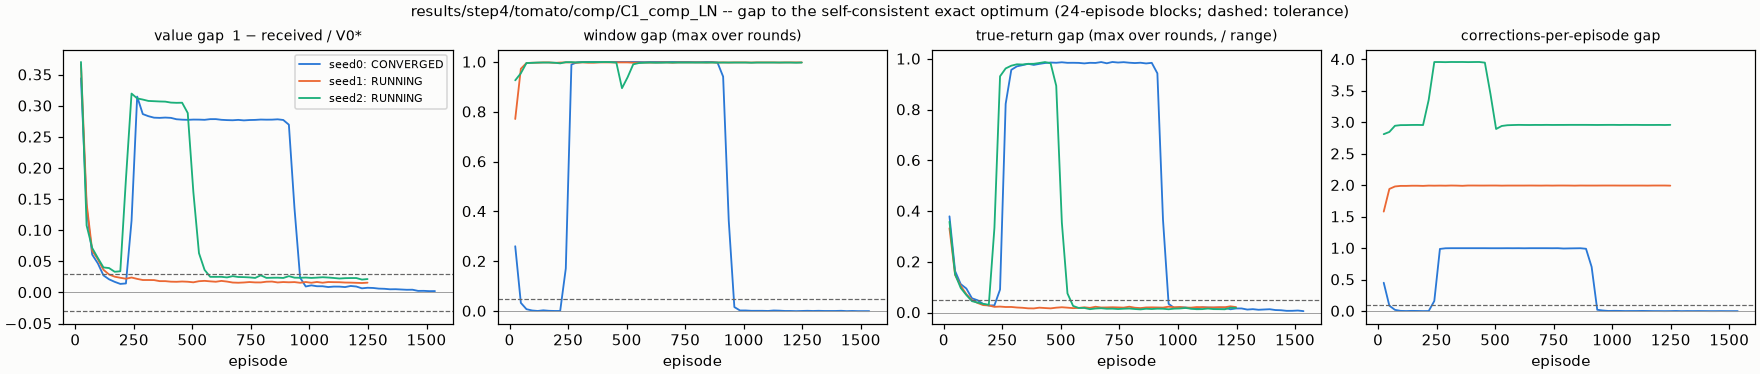 results/step4/tomato/comp/C1_comp_LN -- gap to the self-consistent exact optimum (24-episode blocks; dashed: tolerance)
value gap  1 − received / V0*
seed0: CONVERGED
seed1: RUNNING
seed2: RUNNING
0.35
0.30
0.25
0.20
0.15
0.10
0.05
0.00
−0.05
0 250 500 750 1000 1250 1500
episode
window gap (max over rounds)
1.0
0.8
0.6
0.4
0.2
0.0
0 250 500 750 1000 1250 1500
episode
true-return gap (max over rounds, / range)
1.0
0.8
0.6
0.4
0.2
0.0
0 250 500 750 1000 1250 1500
episode
corrections-per-episode gap
4.0
3.5
3.0
2.5
2.0
1.5
1.0
0.5
0.0
0 250 500 750 1000 1250 1500
episode